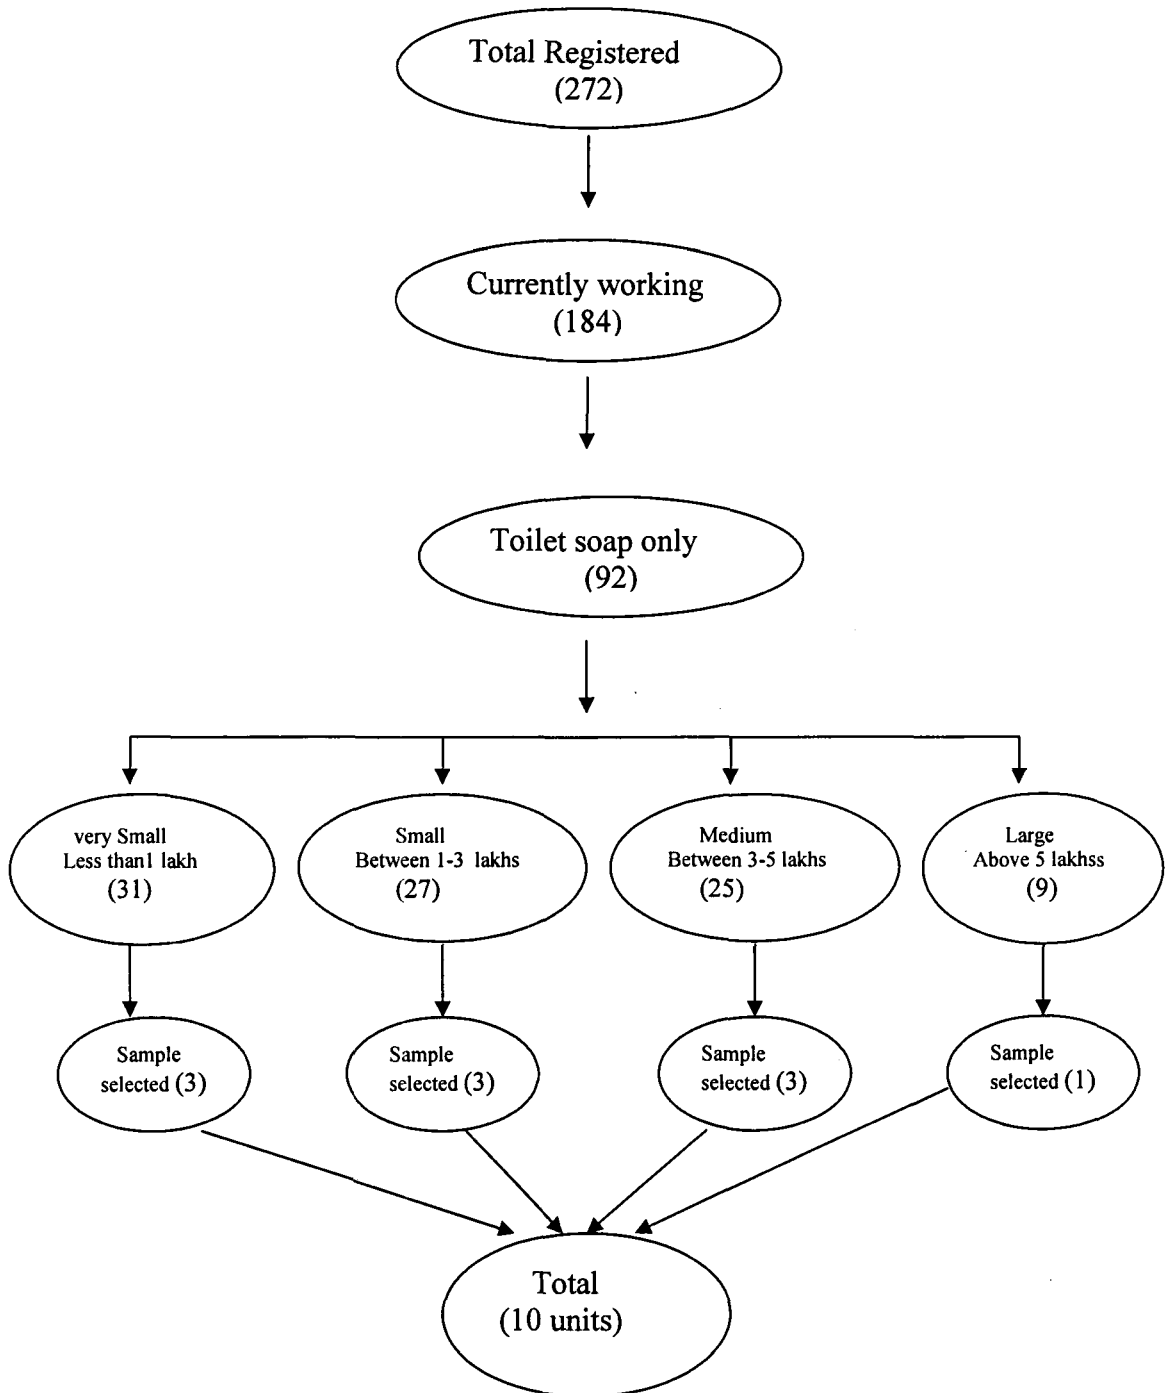 Total Registered
(272)
Currently working
(184)
Toilet soap only
(92)
very Small
Less than1 lakh
(31)
Small
Between 1-3 lakhs
(27)
Medium
Between 3-5 lakhs
(25)
Large
Above 5 lakhss
(9)
Sample
selected (3)
Sample
selected (3)
Sample
selected (3)
Sample
selected (1)
Total
(10 units)